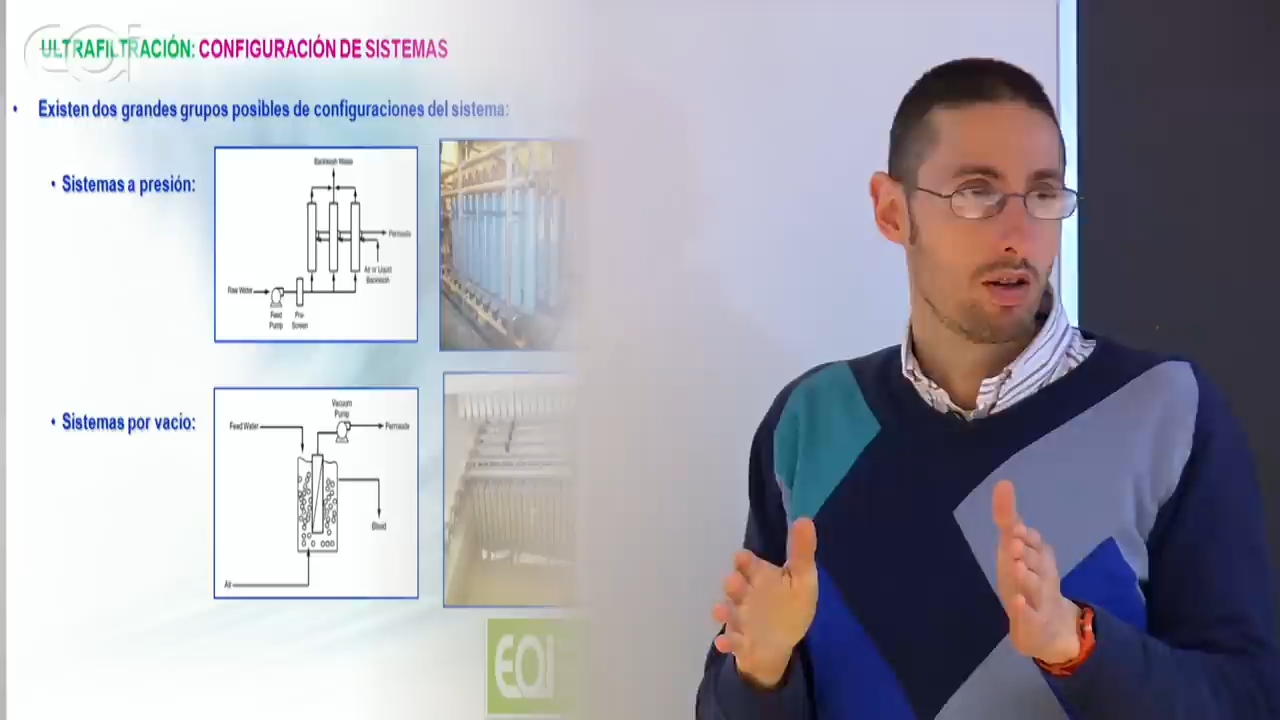 eoi
ULTRAFILTRACIÓN: CONFIGURACIÓN DE SISTEMAS
• Existen dos grandes grupos posibles de configuraciones del sistema:
• Sistemas a presión:
Backwash Water
Permeate
Air or Liquid
Backwash
Raw Water
Feed
Pump
Pre-
Screen
• Sistemas por vacio:
Vacuum
Pump
Feed Water
Permeate
Bleed
Air
EOI